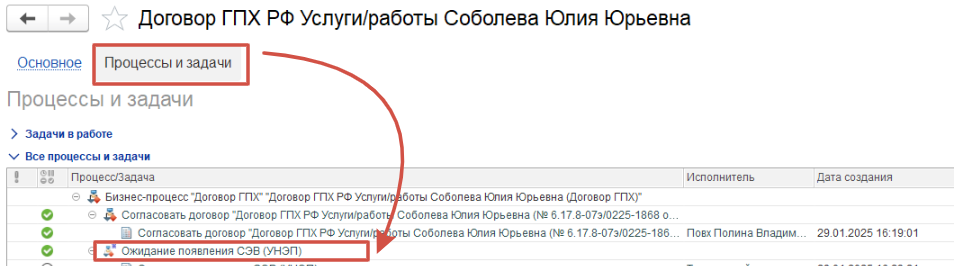 Договор ГПХ РФ Услуги/работы Соболева Юлия Юрьевна
Основное Процессы и задачи
Процессы и задачи
Задачи в работе
Все процессы и задачи
Процесс/Задача Исполнитель Дата создания
Бизнес-процесс "Договор ГПХ" "Договор ГПХ РФ Услуги/работы Соболева Юлия Юрьевна (Договор ГПХ)"
Согласовать договор "Договор ГПХ РФ Услуги/работы Соболева Юлия Юрьевна (№ 6.17.8-07э/0225-1868 о...
Согласовать договор "Договор ГПХ РФ Услуги/работы Соболева Юлия Юрьевна (№ 6.17.8-07э/0225-186... Повх Полина Владим... 29.01.2025 16:19:01
Ожидание появления СЭВ (УНЭП)